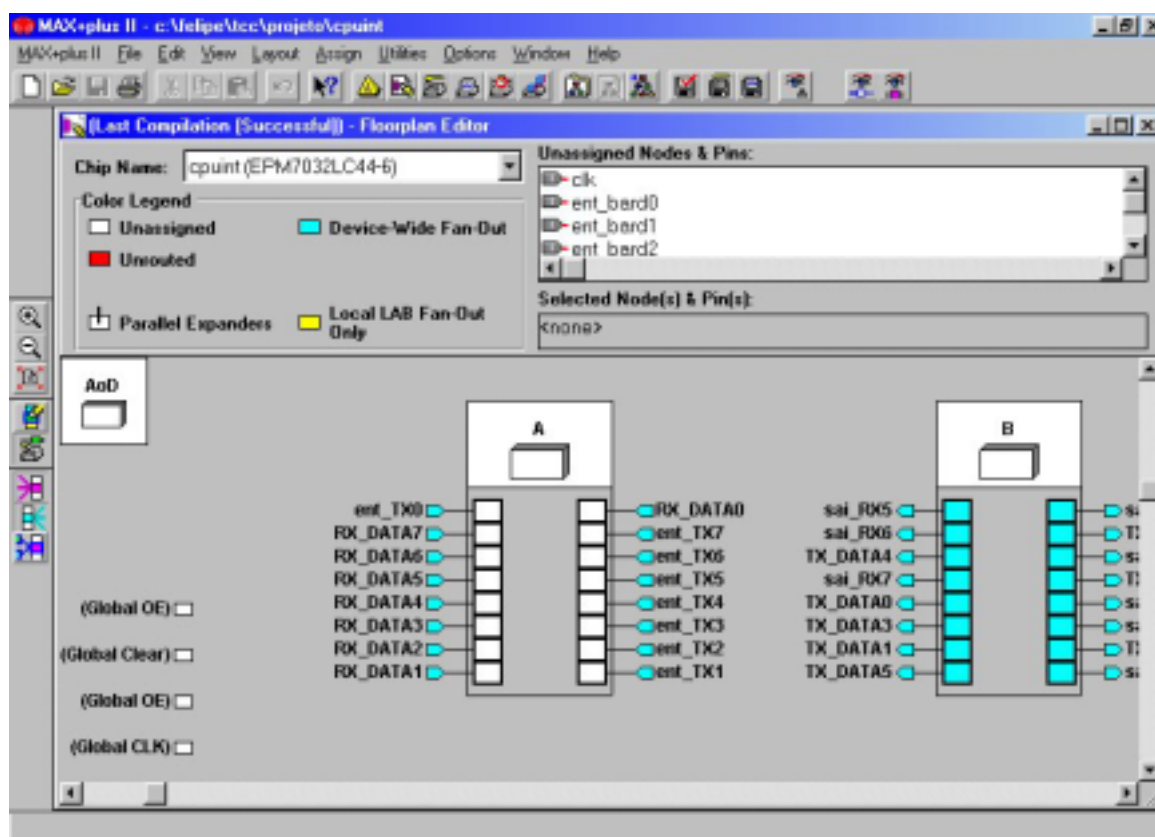 MAX+plus II - c:\felipe\tcc\projeto\cpuint
MAX+plus II File Edit View Layout Assign Utilities Options Window Help
(Last Compilation (Successful)) - Floorplan Editor
Chip Name: cpuint (EPM7032LC44-6)
Color Legend
Unassigned
Device-Wide Fan-Out
Unrouted
Parallel Expanders
Local LAB Fan-Out Only
Unassigned Nodes & Pins:
clk
ent_bard0
ent_bard1
ent_bard2
Selected Node(s) & Pin(s):
<none>
AoD
A
B
ent_TX0 RX_DATA0 sai_RX5
RX_DATA7 ent_TX7 sai_RX6
RX_DATA6 ent_TX6 TX_DATA4
RX_DATA5 ent_TX5 sai_RX7
RX_DATA4 ent_TX4 TX_DATA0
RX_DATA3 ent_TX3 TX_DATA3
RX_DATA2 ent_TX2 TX_DATA1
RX_DATA1 ent_TX1 TX_DATA5
(Global OE)
(Global Clear)
(Global OE)
(Global CLK)